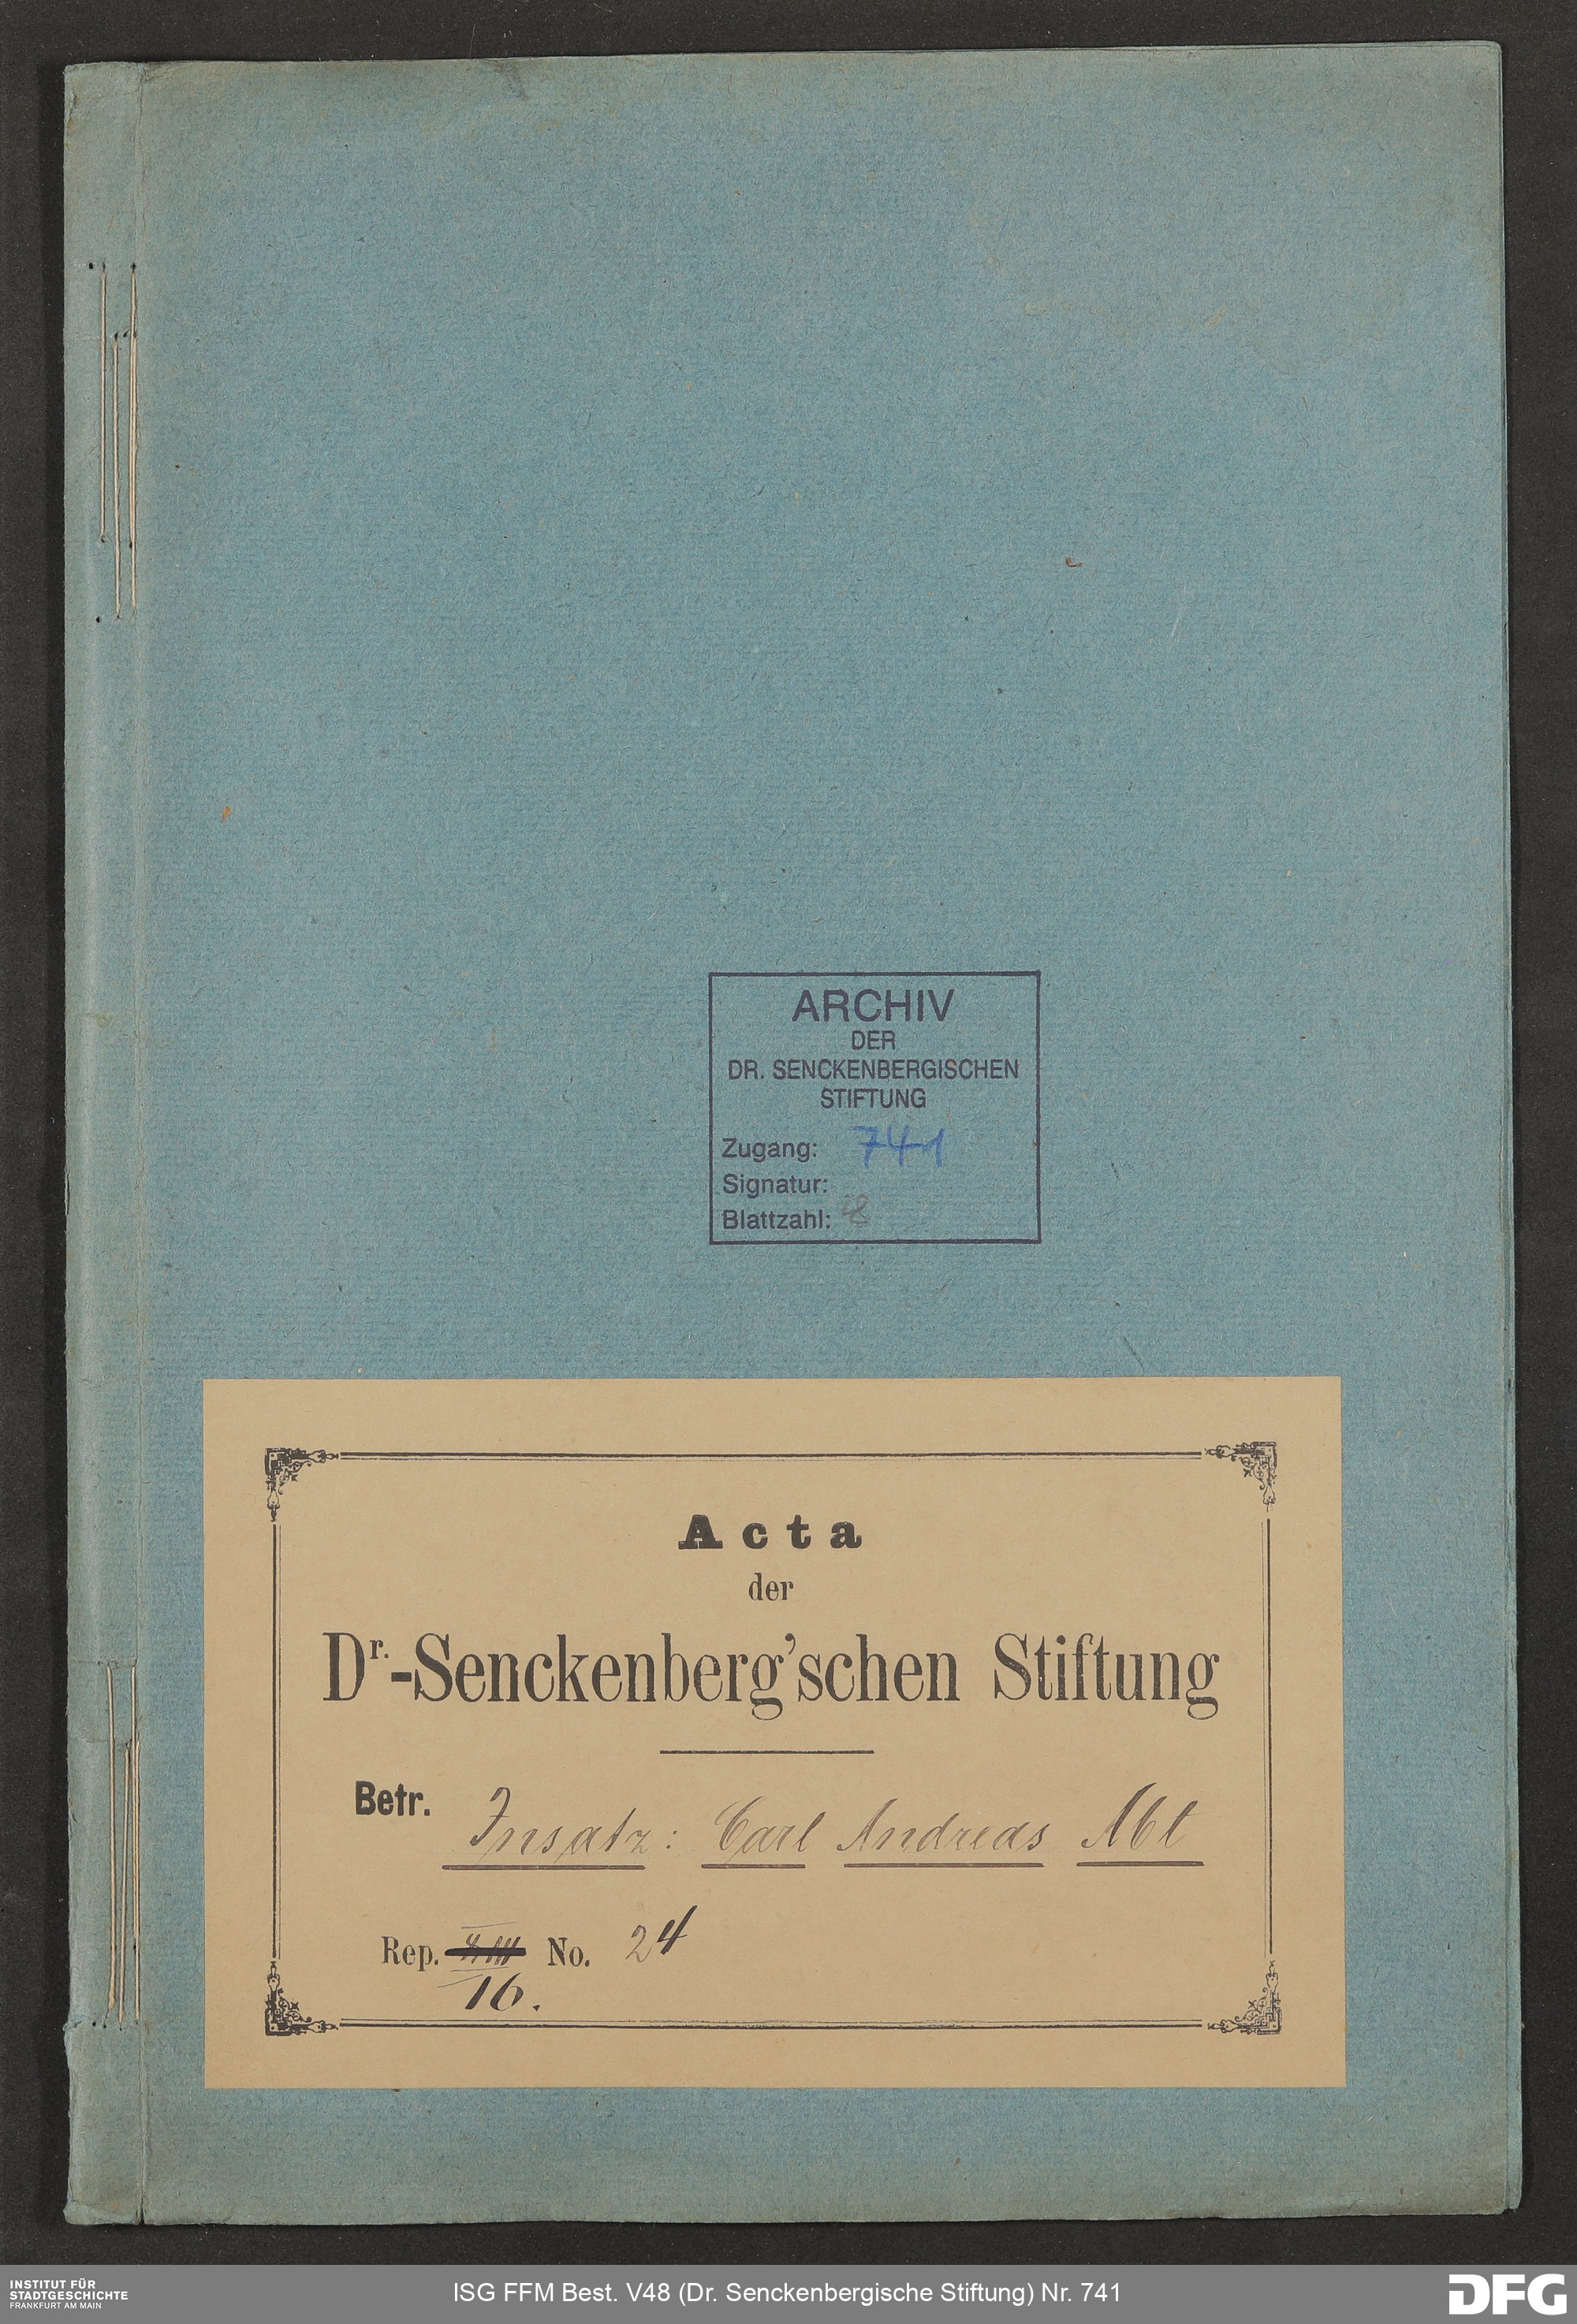 ARCHIV
DER
DR. SENCKENBERGISCHEN
STIFTUNG
Zugang: 741
Signatur:
Blattzahl: 8
Acta
der
Dr.-Senckenberg'schen Stiftung
Betr. Insatz: Carl Andreas Abt
Rep. No. 24
16.
INSTITUT FÜR
STADTGESCHICHTE
FRANKFURT AM MAIN
ISG FFM Best. V48 (Dr. Senckenbergische Stiftung) Nr. 741
DFG